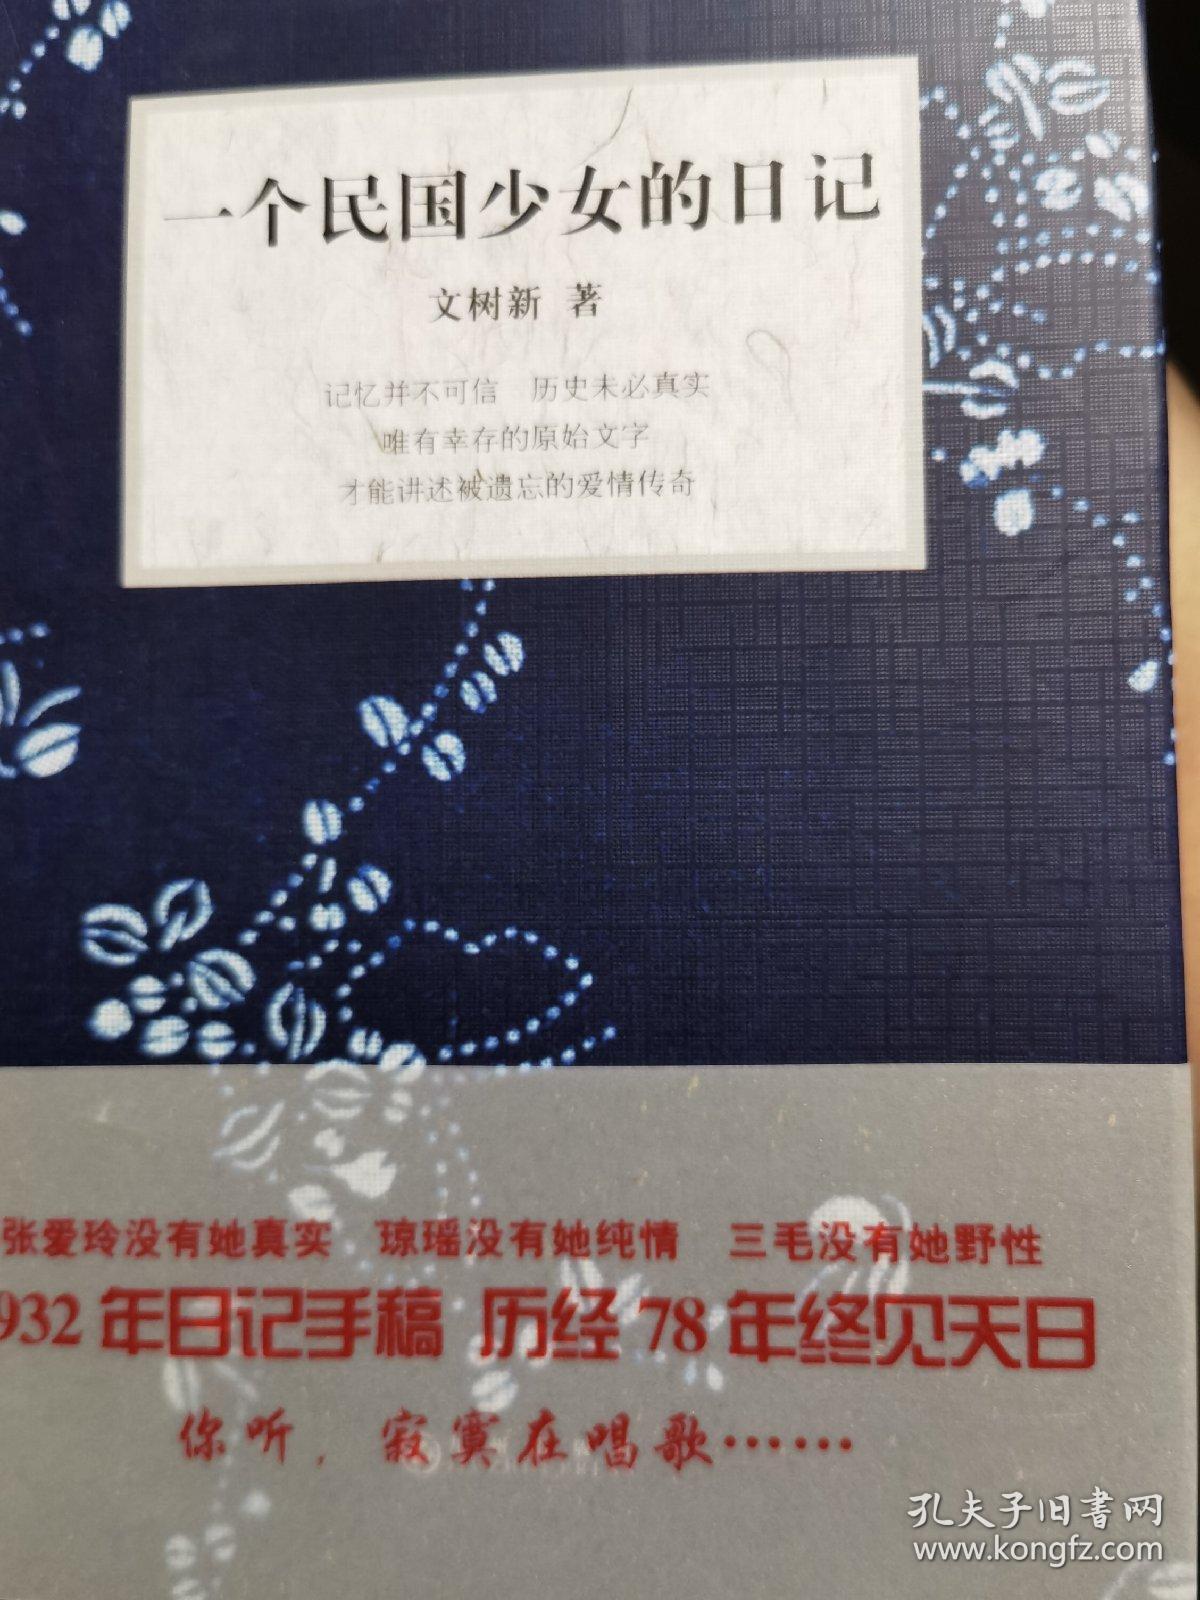 一个民国少女的日记
文树新 著
记忆并不可信 历史未必真实
唯有幸存的原始文字
才能讲述被遗忘的爱情传奇
张爱玲没有她真实 琼瑶没有她纯情 三毛没有她野性
932年日记手稿 历经78年终见天日
你听，寂寞在唱歌……
孔夫子旧书网
www.kongfz.com